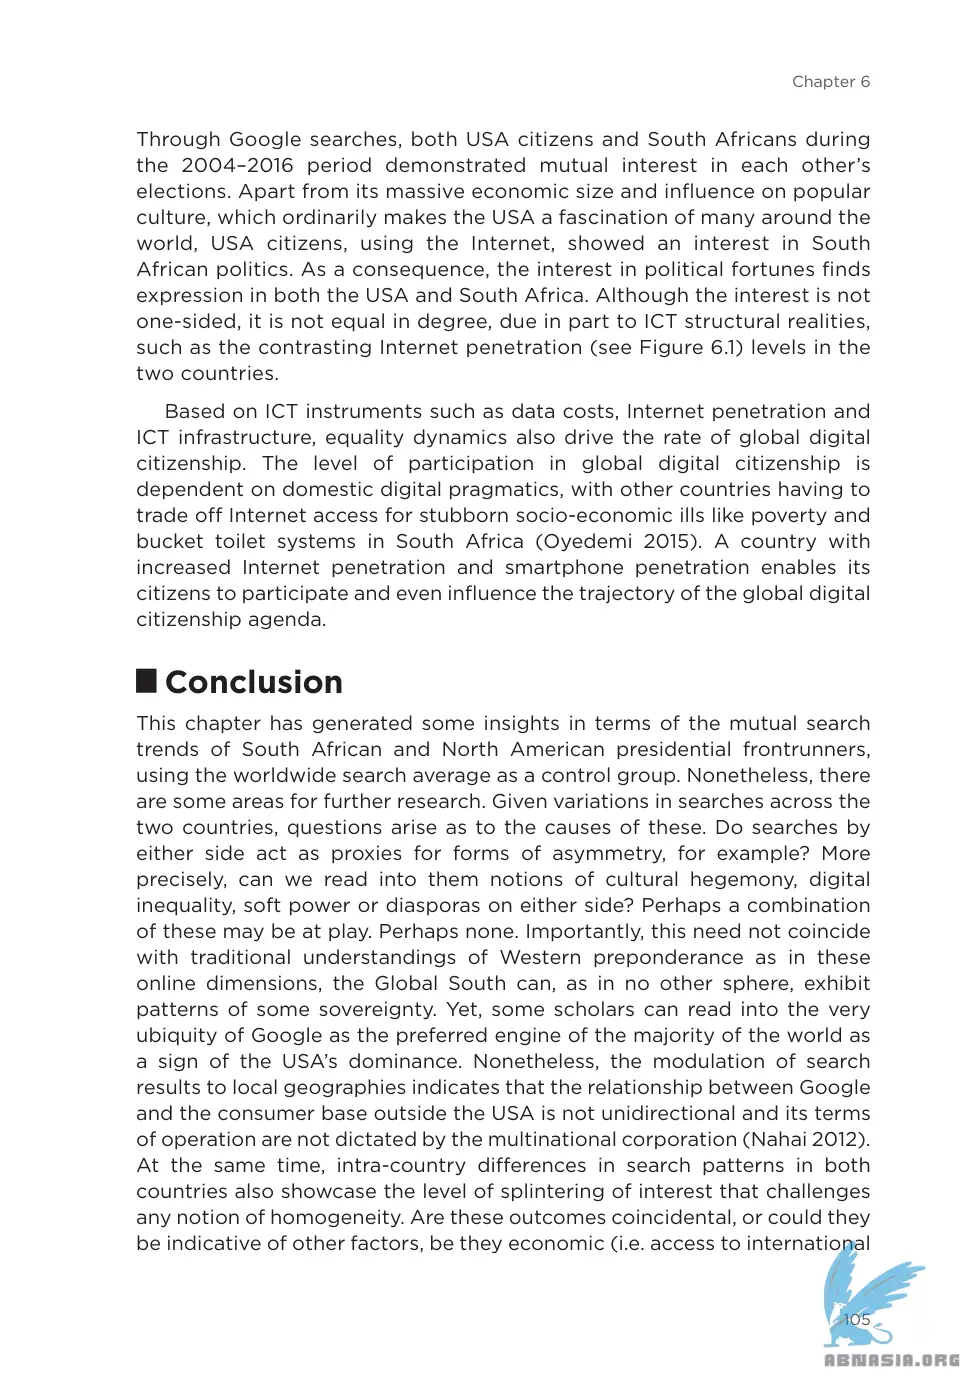 Chapter 6
Through Google searches, both USA citizens and South Africans during
the 2004–2016 period demonstrated mutual interest in each other’s
elections. Apart from its massive economic size and influence on popular
culture, which ordinarily makes the USA a fascination of many around the
world, USA citizens, using the Internet, showed an interest in South
African politics. As a consequence, the interest in political fortunes finds
expression in both the USA and South Africa. Although the interest is not
one-sided, it is not equal in degree, due in part to ICT structural realities,
such as the contrasting Internet penetration (see Figure 6.1) levels in the
two countries.
Based on ICT instruments such as data costs, Internet penetration and
ICT infrastructure, equality dynamics also drive the rate of global digital
citizenship. The level of participation in global digital citizenship is
dependent on domestic digital pragmatics, with other countries having to
trade off Internet access for stubborn socio-economic ills like poverty and
bucket toilet systems in South Africa (Oyedemi 2015). A country with
increased Internet penetration and smartphone penetration enables its
citizens to participate and even influence the trajectory of the global digital
citizenship agenda.
Conclusion
This chapter has generated some insights in terms of the mutual search
trends of South African and North American presidential frontrunners,
using the worldwide search average as a control group. Nonetheless, there
are some areas for further research. Given variations in searches across the
two countries, questions arise as to the causes of these. Do searches by
either side act as proxies for forms of asymmetry, for example? More
precisely, can we read into them notions of cultural hegemony, digital
inequality, soft power or diasporas on either side? Perhaps a combination
of these may be at play. Perhaps none. Importantly, this need not coincide
with traditional understandings of Western preponderance as in these
online dimensions, the Global South can, as in no other sphere, exhibit
patterns of some sovereignty. Yet, some scholars can read into the very
ubiquity of Google as the preferred engine of the majority of the world as
a sign of the USA’s dominance. Nonetheless, the modulation of search
results to local geographies indicates that the relationship between Google
and the consumer base outside the USA is not unidirectional and its terms
of operation are not dictated by the multinational corporation (Nahai 2012).
At the same time, intra-country differences in search patterns in both
countries also showcase the level of splintering of interest that challenges
any notion of homogeneity. Are these outcomes coincidental, or could they
be indicative of other factors, be they economic (i.e. access to international
105
ABNASIA.ORG